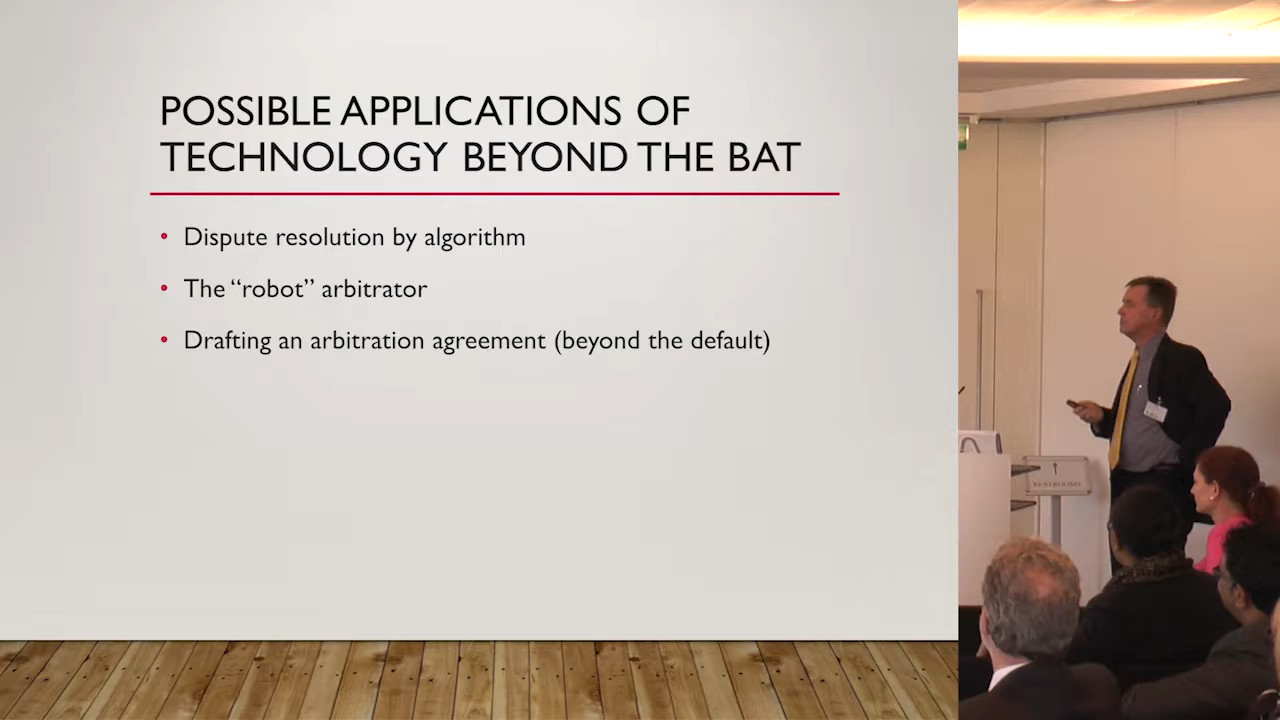 POSSIBLE APPLICATIONS OF
TECHNOLOGY BEYOND THE BAT
• Dispute resolution by algorithm
• The “robot” arbitrator
• Drafting an arbitration agreement (beyond the default)
RESTROOMS